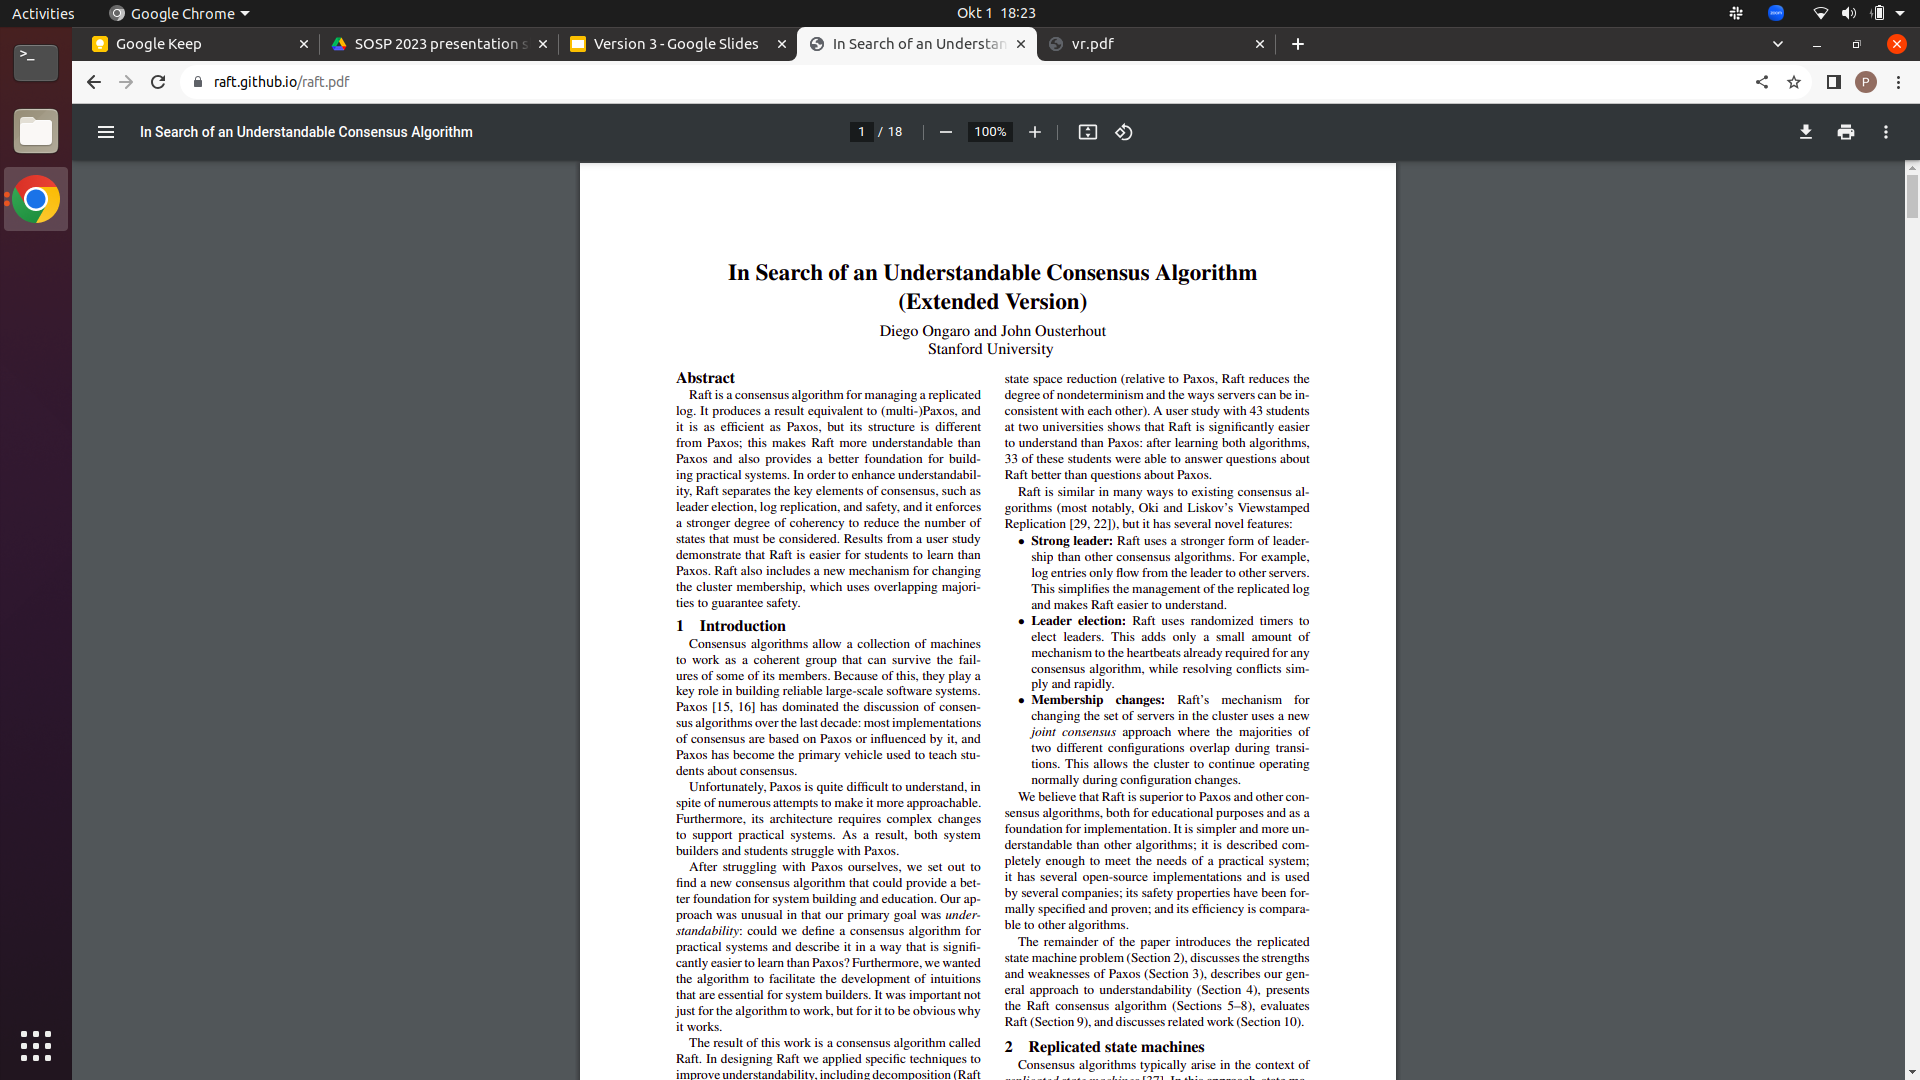 Activities
Google Chrome
Okt 1 18:23
Google Keep
SOSP 2023 presentation s
Version 3 - Google Slides
In Search of an Understan
vr.pdf
raft.github.io/raft.pdf
P
In Search of an Understandable Consensus Algorithm
1 / 18
100%
In Search of an Understandable Consensus Algorithm
(Extended Version)
Diego Ongaro and John Ousterhout
Stanford University
Abstract
Raft is a consensus algorithm for managing a replicated
log. It produces a result equivalent to (multi-)Paxos, and
it is as efficient as Paxos, but its structure is different
from Paxos; this makes Raft more understandable than
Paxos and also provides a better foundation for build-
ing practical systems. In order to enhance understandabil-
ity, Raft separates the key elements of consensus, such as
leader election, log replication, and safety, and it enforces
a stronger degree of coherency to reduce the number of
states that must be considered. Results from a user study
demonstrate that Raft is easier for students to learn than
Paxos. Raft also includes a new mechanism for changing
the cluster membership, which uses overlapping majori-
ties to guarantee safety.
1 Introduction
Consensus algorithms allow a collection of machines
to work as a coherent group that can survive the fail-
ures of some of its members. Because of this, they play a
key role in building reliable large-scale software systems.
Paxos [15, 16] has dominated the discussion of consen-
sus algorithms over the last decade: most implementations
of consensus are based on Paxos or influenced by it, and
Paxos has become the primary vehicle used to teach stu-
dents about consensus.
Unfortunately, Paxos is quite difficult to understand, in
spite of numerous attempts to make it more approachable.
Furthermore, its architecture requires complex changes
to support practical systems. As a result, both system
builders and students struggle with Paxos.
After struggling with Paxos ourselves, we set out to
find a new consensus algorithm that could provide a bet-
ter foundation for system building and education. Our ap-
proach was unusual in that our primary goal was under-
standability: could we define a consensus algorithm for
practical systems and describe it in a way that is signifi-
cantly easier to learn than Paxos? Furthermore, we wanted
the algorithm to facilitate the development of intuitions
that are essential for system builders. It was important not
just for the algorithm to work, but for it to be obvious why
it works.
The result of this work is a consensus algorithm called
Raft. In designing Raft we applied specific techniques to
improve understandability, including decomposition (Raft
state space reduction (relative to Paxos, Raft reduces the
degree of nondeterminism and the ways servers can be in-
consistent with each other). A user study with 43 students
at two universities shows that Raft is significantly easier
to understand than Paxos: after learning both algorithms,
33 of these students were able to answer questions about
Raft better than questions about Paxos.
Raft is similar in many ways to existing consensus al-
gorithms (most notably, Oki and Liskov's Viewstamped
Replication [29, 22]), but it has several novel features:
• Strong leader: Raft uses a stronger form of leader-
ship than other consensus algorithms. For example,
log entries only flow from the leader to other servers.
This simplifies the management of the replicated log
and makes Raft easier to understand.
• Leader election: Raft uses randomized timers to
elect leaders. This adds only a small amount of
mechanism to the heartbeats already required for any
consensus algorithm, while resolving conflicts sim-
ply and rapidly.
• Membership changes: Raft's mechanism for
changing the set of servers in the cluster uses a new
joint consensus approach where the majorities of
two different configurations overlap during transi-
tions. This allows the cluster to continue operating
normally during configuration changes.
We believe that Raft is superior to Paxos and other con-
sensus algorithms, both for educational purposes and as a
foundation for implementation. It is simpler and more un-
derstandable than other algorithms; it is described com-
pletely enough to meet the needs of a practical system;
it has several open-source implementations and is used
by several companies; its safety properties have been for-
mally specified and proven; and its efficiency is compara-
ble to other algorithms.
The remainder of the paper introduces the replicated
state machine problem (Section 2), discusses the strengths
and weaknesses of Paxos (Section 3), describes our gen-
eral approach to understandability (Section 4), presents
the Raft consensus algorithm (Sections 5–8), evaluates
Raft (Section 9), and discusses related work (Section 10).
2 Replicated state machines
Consensus algorithms typically arise in the context of